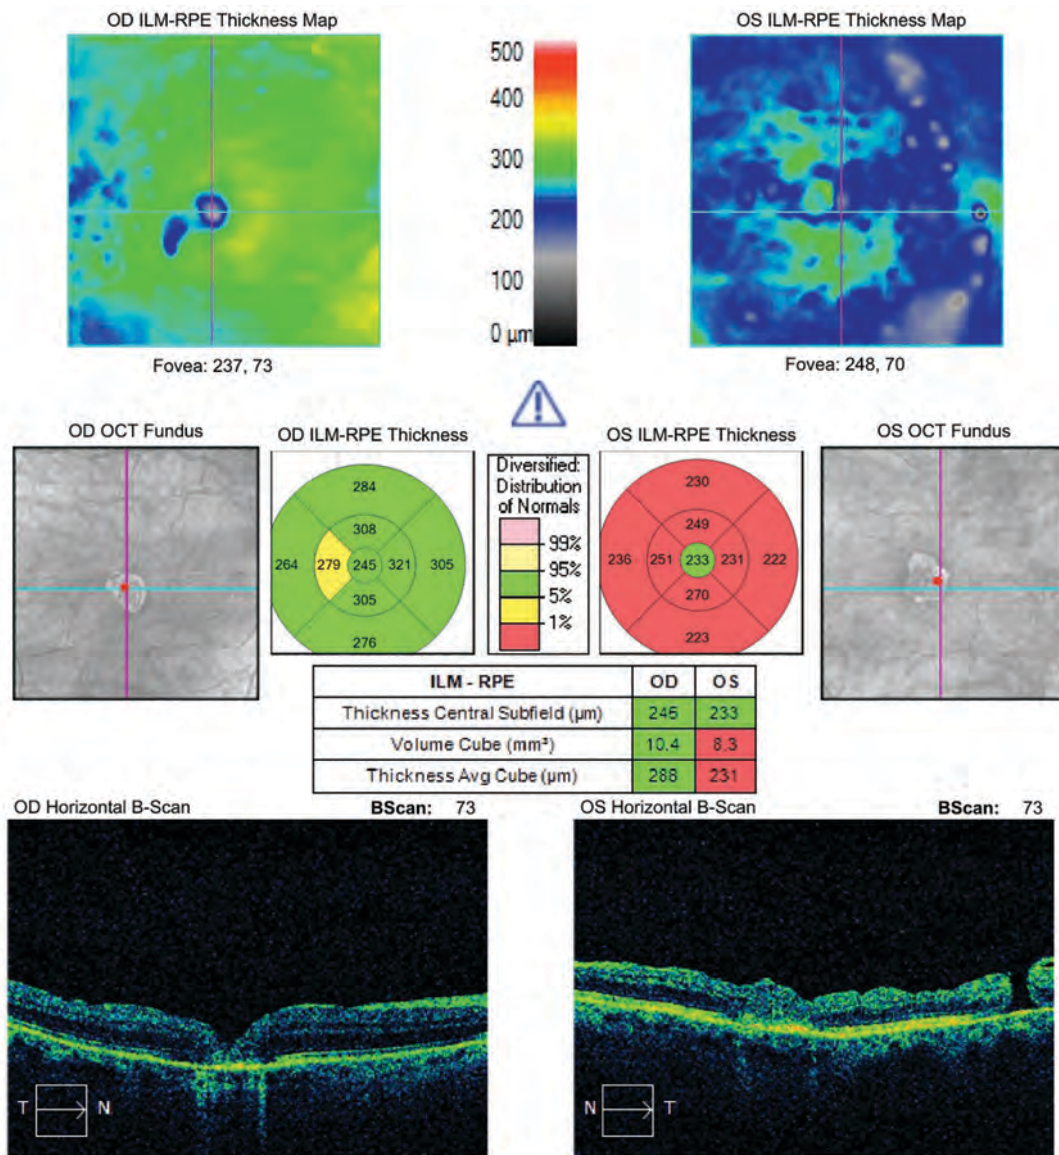 OD ILM-RPE Thickness Map
OS ILM-RPE Thickness Map
500
400
300
200
100
0 µm
Fovea: 237, 73
Fovea: 248, 70
OD OCT Fundus
OD ILM-RPE Thickness
OS ILM-RPE Thickness
OS OCT Fundus
284
308
264 279 245 321 305
305
276
Diversified:
Distribution
of Normals
99%
95%
5%
1%
230
249
236 251 233 231 222
270
223
ILM - RPE OD OS
Thickness Central Subfield (µm) 245 233
Volume Cube (mm³) 10.4 8.3
Thickness Avg Cube (µm) 288 231
OD Horizontal B-Scan BScan: 73
OS Horizontal B-Scan BScan: 73
T N
N T